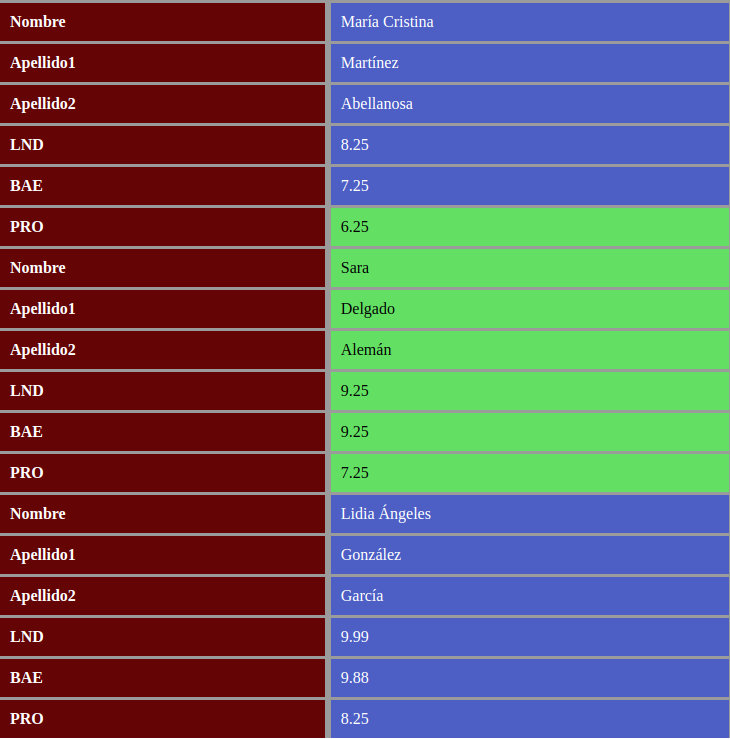 Nombre María Cristina
Apellido1 Martínez
Apellido2 Abellanosa
LND 8.25
BAE 7.25
PRO 6.25
Nombre Sara
Apellido1 Delgado
Apellido2 Alemán
LND 9.25
BAE 9.25
PRO 7.25
Nombre Lidia Ángeles
Apellido1 González
Apellido2 García
LND 9.99
BAE 9.88
PRO 8.25